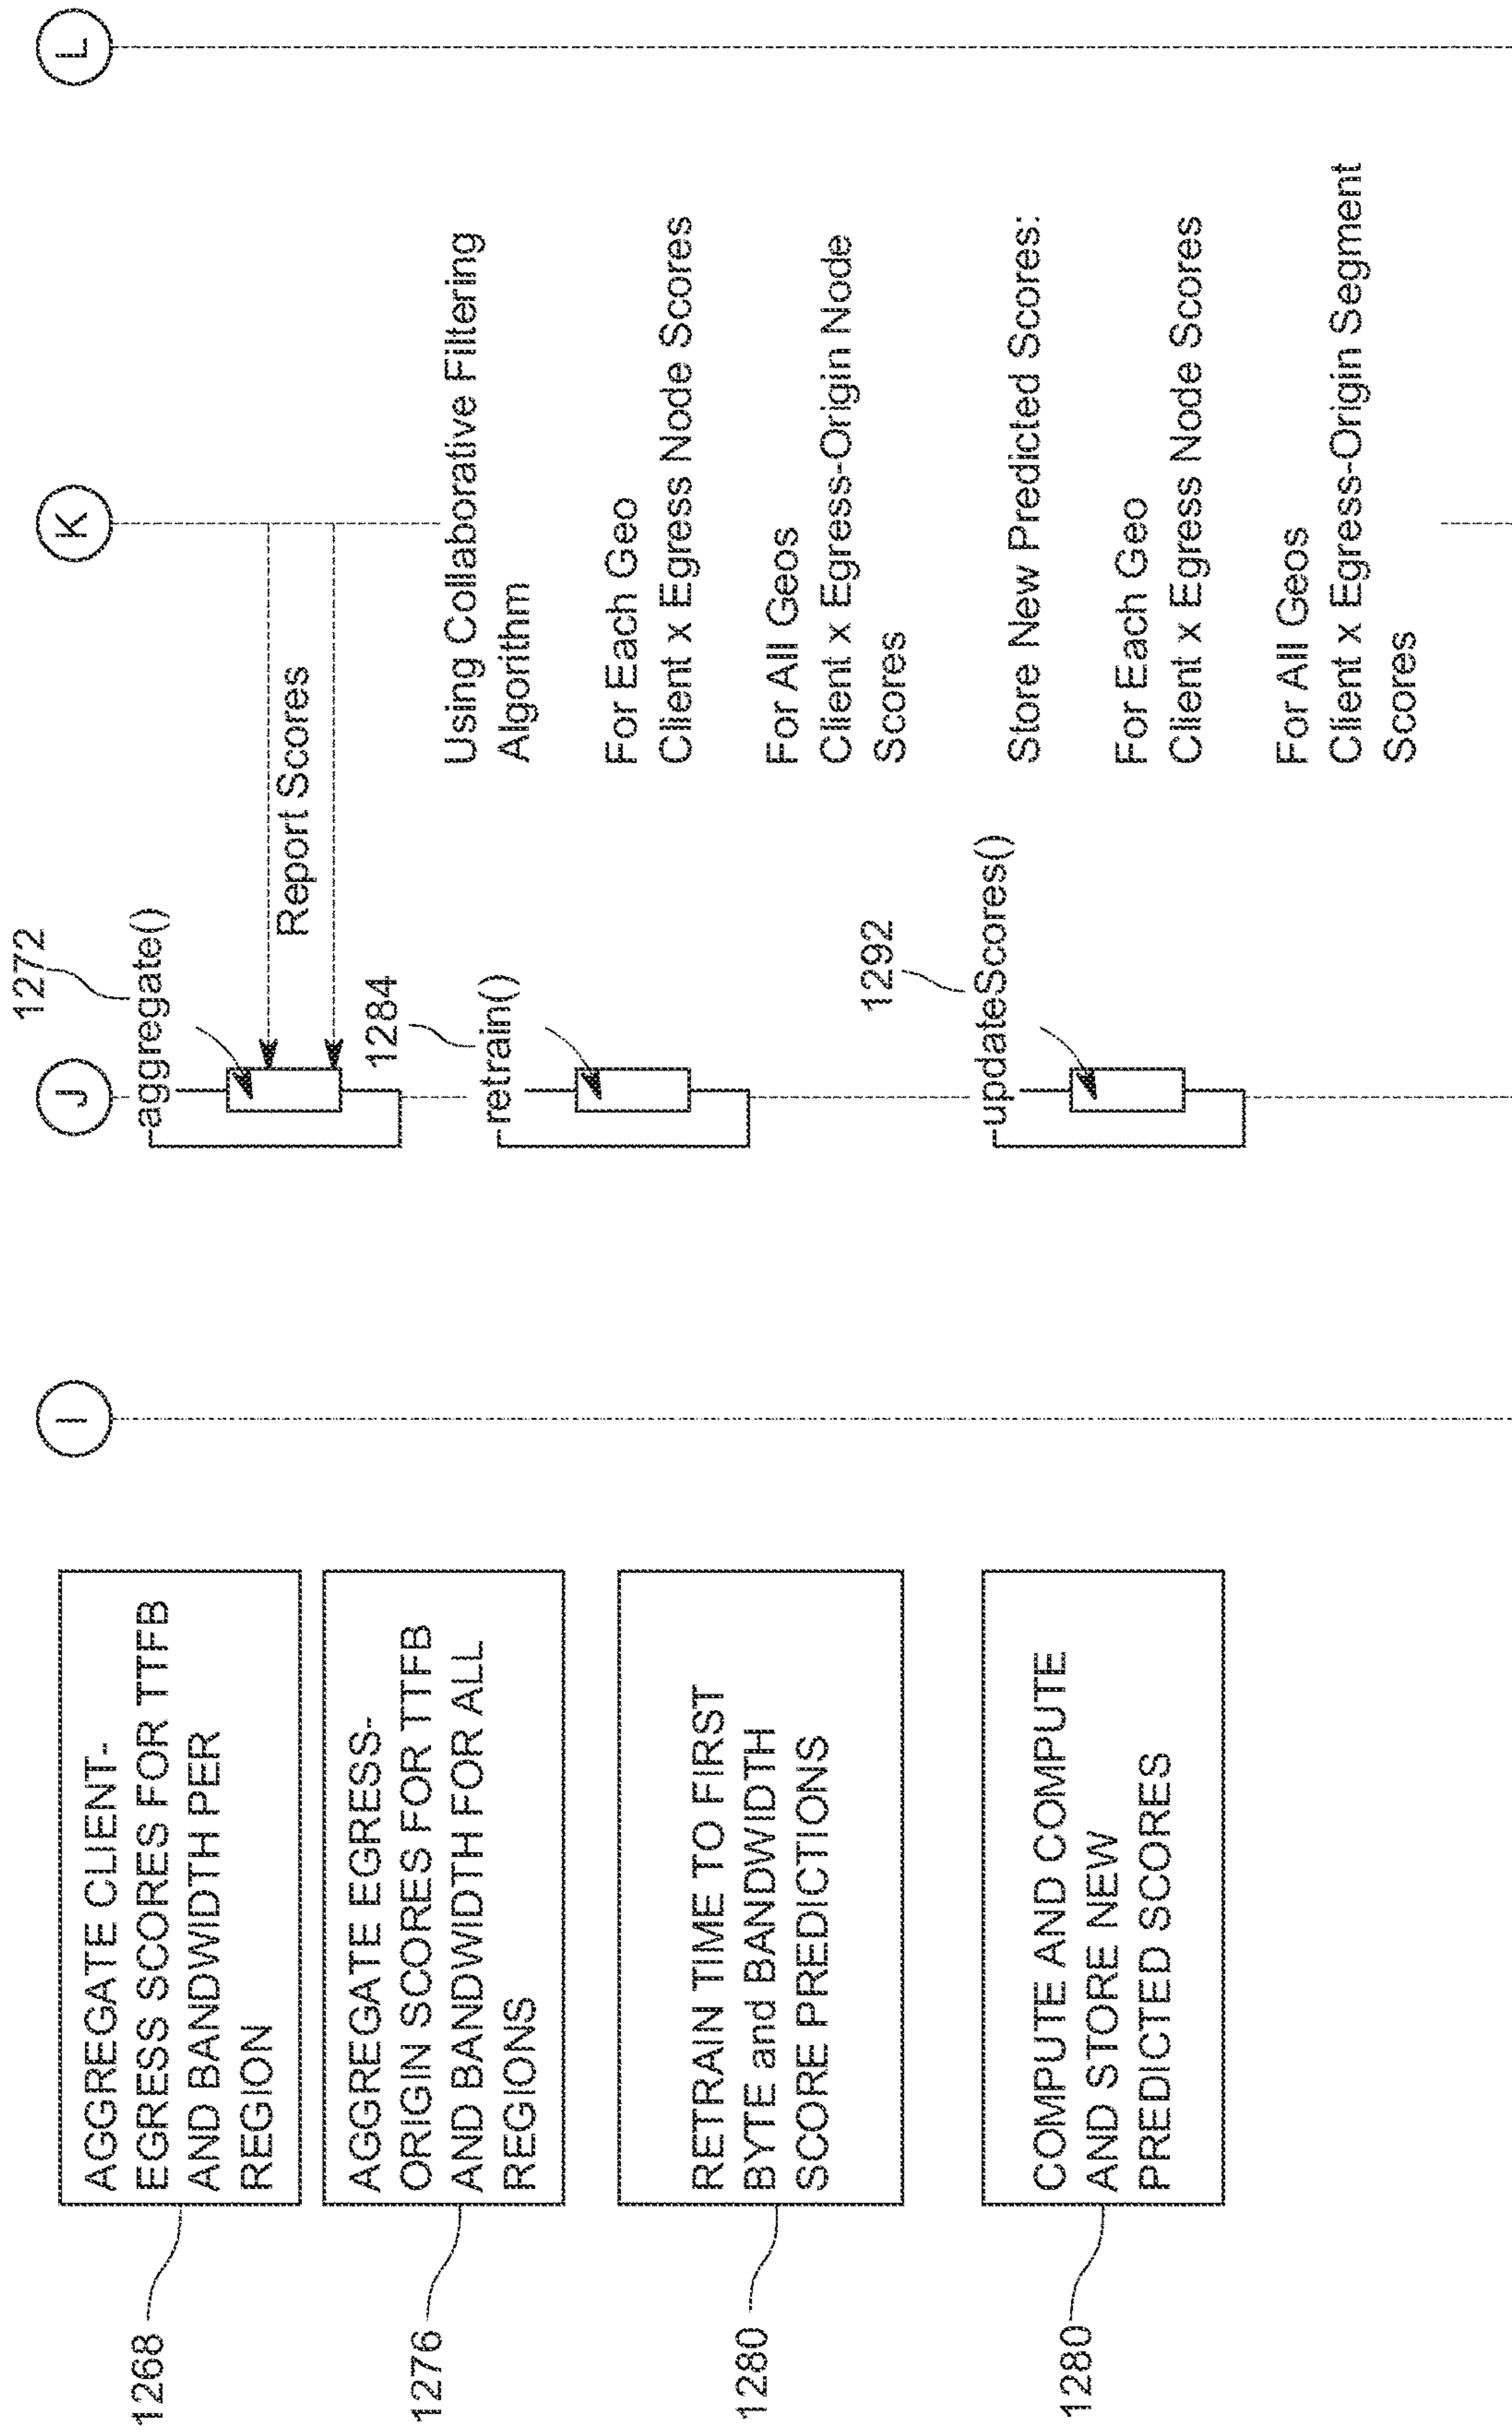 I
J
K
L
1268
AGGREGATE CLIENT-
EGRESS SCORES FOR TTFB
AND BANDWIDTH PER
REGION
1272
aggregate()
Report Scores
1276
AGGREGATE EGRESS-
ORIGIN SCORES FOR TTFB
AND BANDWIDTH FOR ALL
REGIONS
1284
retrain()
Using Collaborative Filtering
Algorithm
For Each Geo
Client x Egress Node Scores
For All Geos
Client x Egress-Origin Node
Scores
1280
RETRAIN TIME TO FIRST
BYTE and BANDWIDTH
SCORE PREDICTIONS
1292
updateScores()
Store New Predicted Scores:
For Each Geo
Client x Egress Node Scores
For All Geos
Client x Egress-Origin Segment
Scores
1280
COMPUTE AND COMPUTE
AND STORE NEW
PREDICTED SCORES